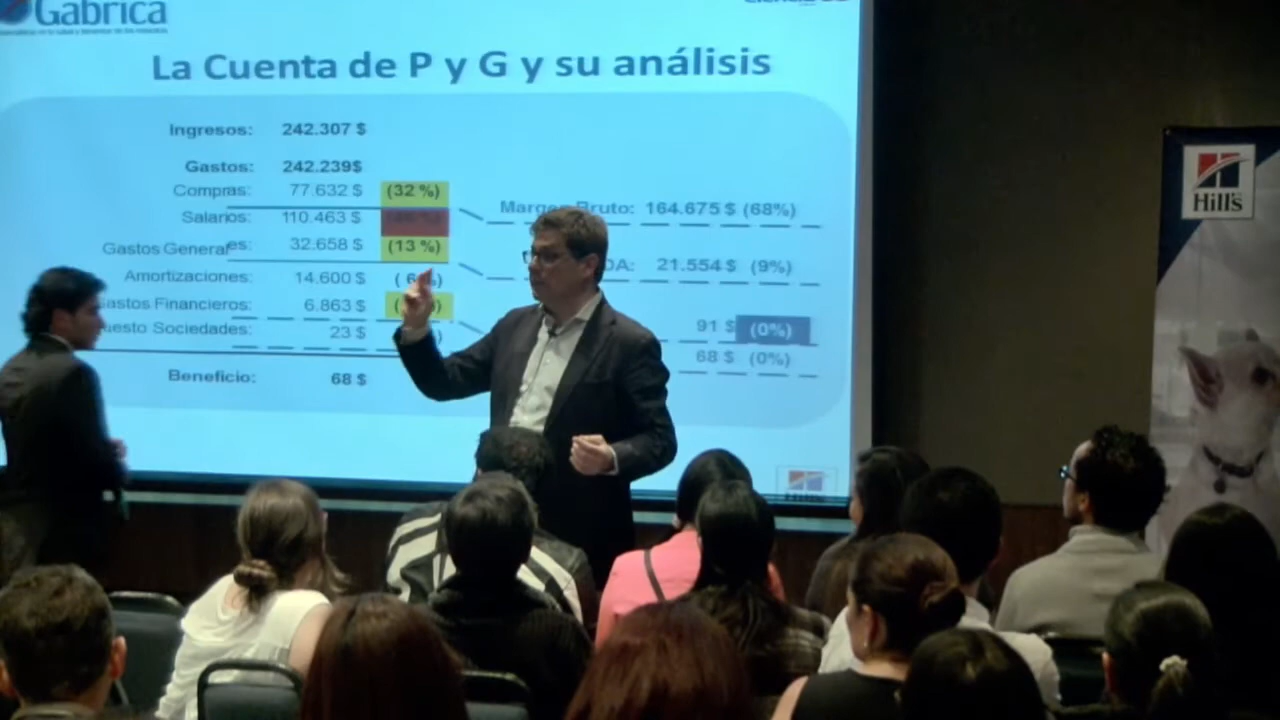 Gabrica
La Cuenta de P y G y su análisis
Ingresos: 242.307 $
Gastos: 242.239$
Compras: 77.632 $ (32 %)
Salarios: 110.463 $
Margen Bruto: 164.675 $ (68%)
Gastos Generales: 32.658 $ (13 %)
DA: 21.554 $ (9%)
Amortizaciones: 14.600 $
Gastos Financieros: 6.863 $
uesto Sociedades: 23 $
91 $ (0%)
68 $ (0%)
Beneficio: 68 $
Hill's
Hill's